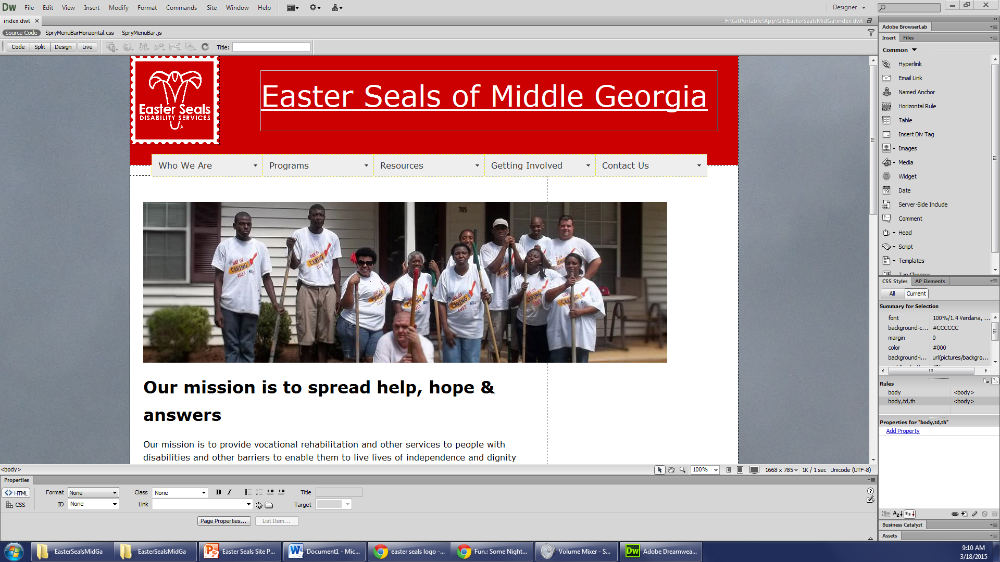 Dw File Edit View Insert Modify Format Commands Site Window Help Designer
index.dwt F:\GitPortable\App\Git\EasterSealsMidGa\index.dwt
Source Code SpryMenuBarHorizontal.css SpryMenuBar.js
Code Split Design Live Title:
Easter Seals
DISABILITY SERVICES
®
Easter Seals of Middle Georgia
Who We Are Programs Resources Getting Involved Contact Us
705
DAY OF CARING 2013
DAY OF CARING 2013
Our mission is to spread help, hope &
answers
Our mission is to provide vocational rehabilitation and other services to people with
disabilities and other barriers to enable them to live lives of independence and dignity
<body> 100% 1668 x 785 1K / 1 sec Unicode (UTF-8)
Properties
<> HTML Format None Class None B I Title
CSS ID None Link Target
Page Properties... List Item...
Adobe BrowserLab
Insert Files
Common
Hyperlink
Email Link
Named Anchor
Horizontal Rule
Table
Insert Div Tag
Images
Media
Widget
19 Date
Server-Side Include
Comment
Head
Script
Templates
Tag Chooser
CSS Styles AP Elements
All Current
Summary for Selection
font 100%/1.4 Verdana, ...
background-c... #CCCCCC
margin 0
color #000
background-i... url(pictures/backgro...
Rules
body <body>
body,td,th <body>
Properties for "body,td,th"
Add Property
Business Catalyst
Assets
EasterSealsMidGa EasterSealsMidGa Easter Seals Site P... Document1 - Mic... easter seals logo -... Fun.: Some Night... Volume Mixer - S... Dw Adobe Dreamwea... 9:10 AM
3/18/2015